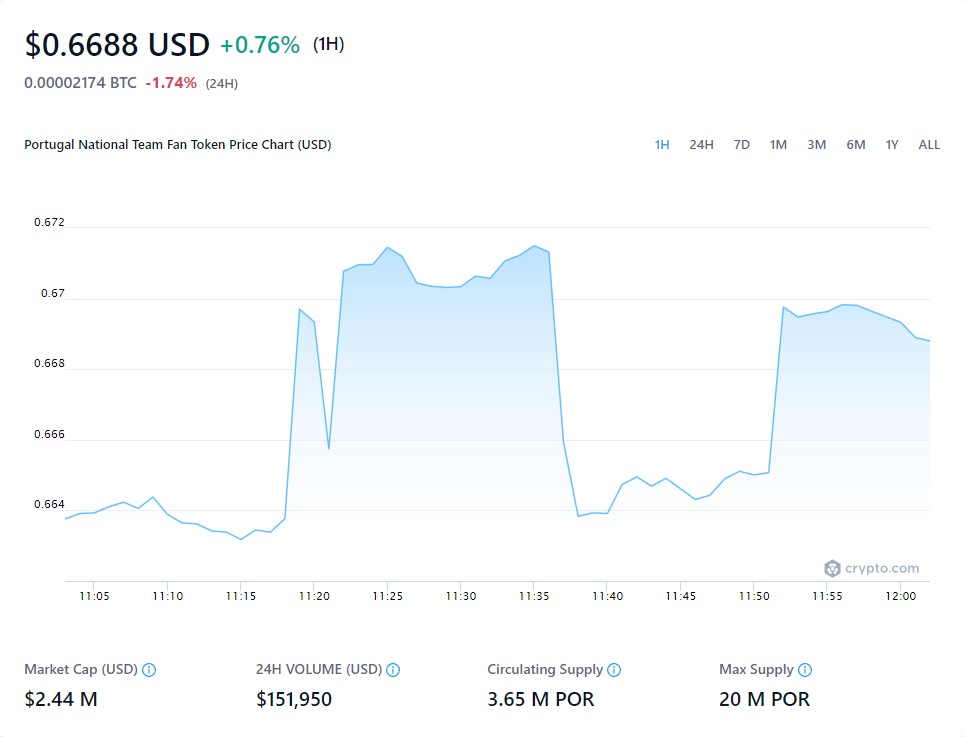 $0.6688 USD +0.76% (1H)
0.00002174 BTC -1.74% (24H)
Portugal National Team Fan Token Price Chart (USD) 1H 24H 7D 1M 3M 6M 1Y ALL
0.672
0.67
0.668
0.666
0.664
crypto.com
11:05 11:10 11:15 11:20 11:25 11:30 11:35 11:40 11:45 11:50 11:55 12:00
Market Cap (USD) 24H VOLUME (USD) Circulating Supply Max Supply
$2.44 M $151,950 3.65 M POR 20 M POR